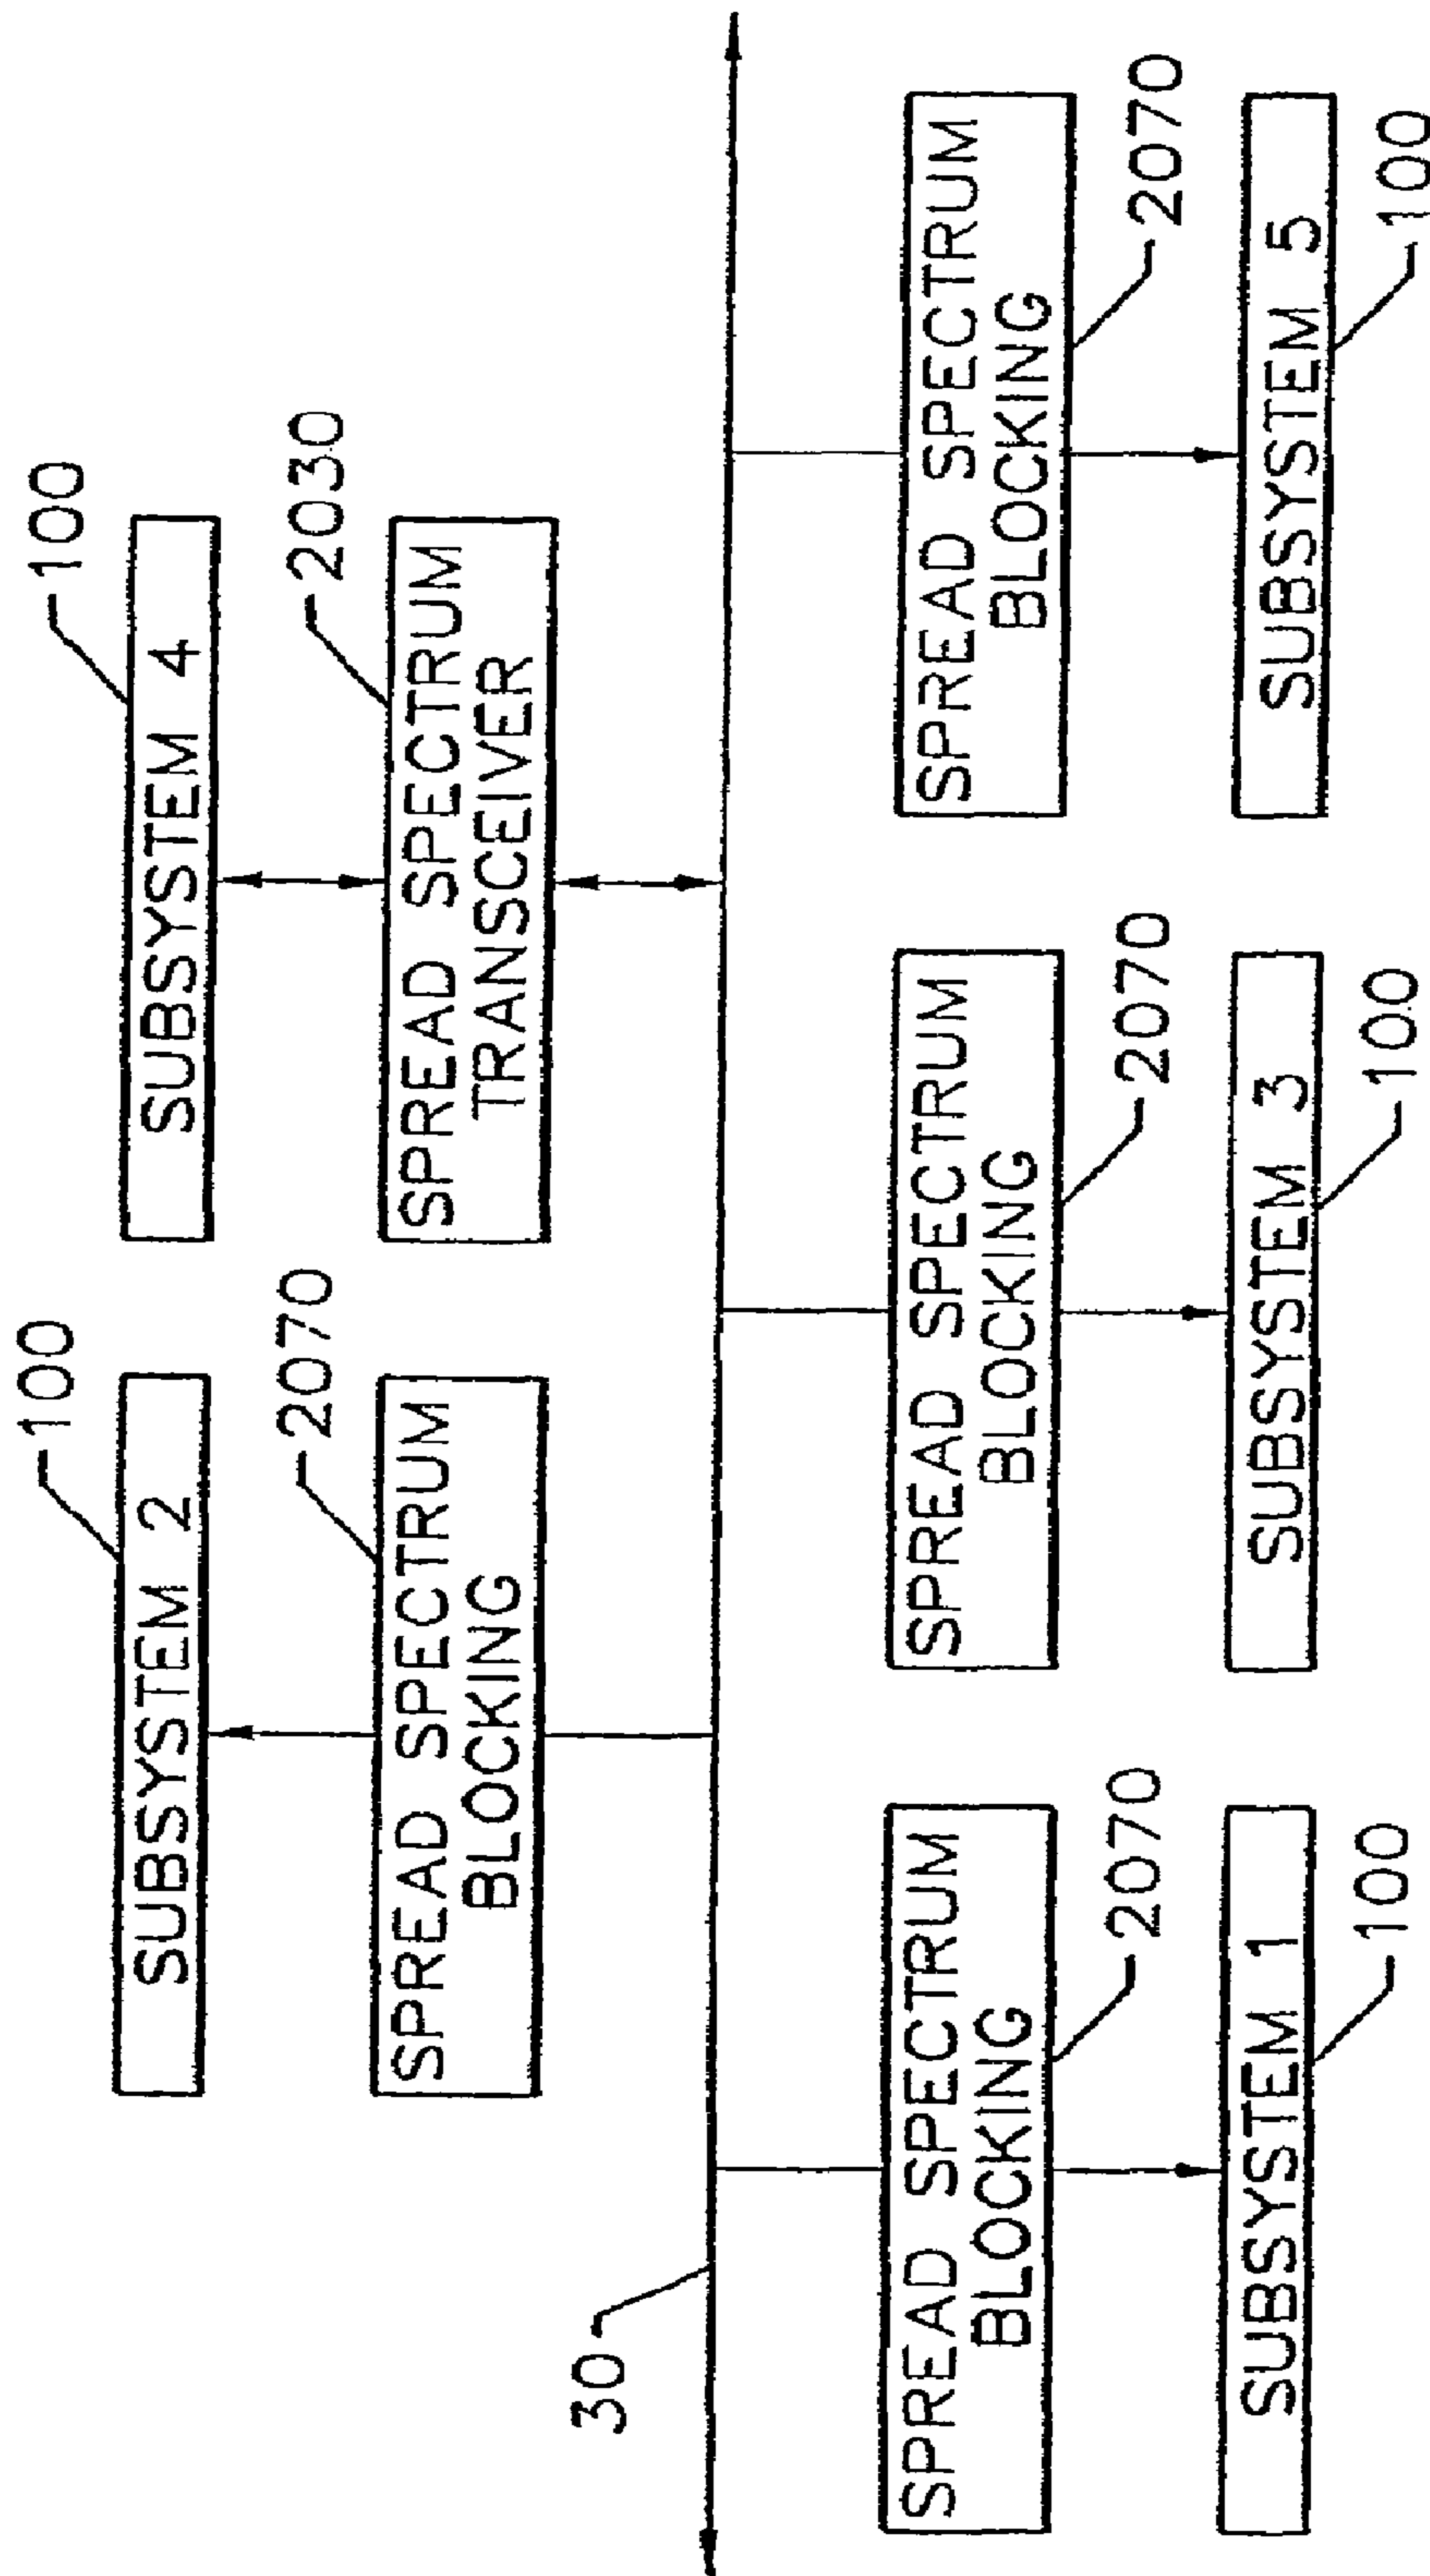 100
SUBSYSTEM 2
2070
SPREAD SPECTRUM
BLOCKING
100
SUBSYSTEM 4
2030
SPREAD SPECTRUM
TRANSCEIVER
30
SPREAD SPECTRUM
BLOCKING
2070
SUBSYSTEM 1
100
SPREAD SPECTRUM
BLOCKING
2070
SUBSYSTEM 3
100
SPREAD SPECTRUM
BLOCKING
2070
SUBSYSTEM 5
100